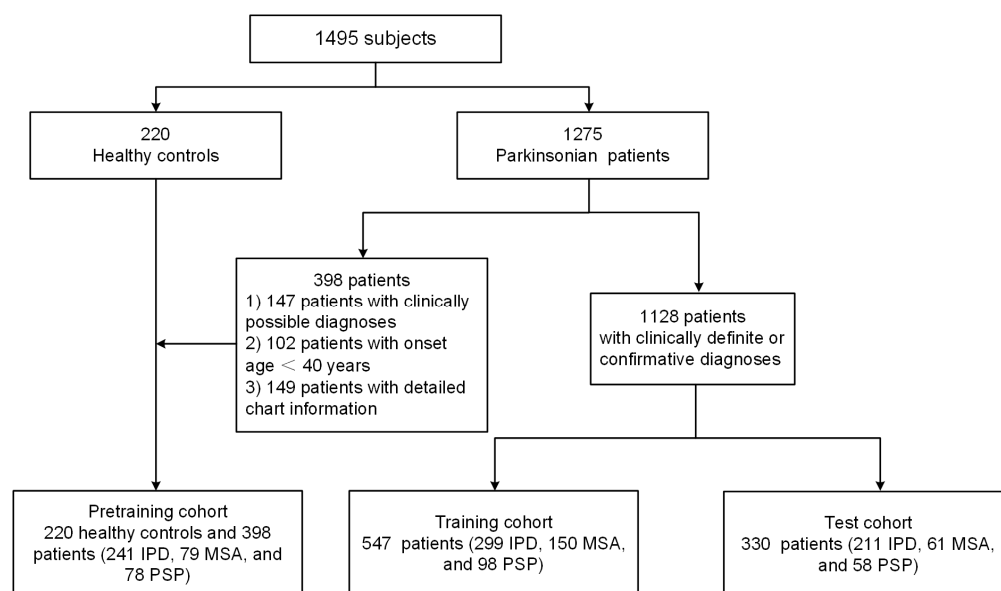 1495 subjects
220
Healthy controls
1275
Parkinsonian patients
398 patients
1) 147 patients with clinically
possible diagnoses
2) 102 patients with onset
age < 40 years
3) 149 patients with detailed
chart information
1128 patients
with clinically definite or
confirmative diagnoses
Pretraining cohort
220 healthy controls and 398
patients (241 IPD, 79 MSA, and
78 PSP)
Training cohort
547 patients (299 IPD, 150 MSA,
and 98 PSP)
Test cohort
330 patients (211 IPD, 61 MSA,
and 58 PSP)